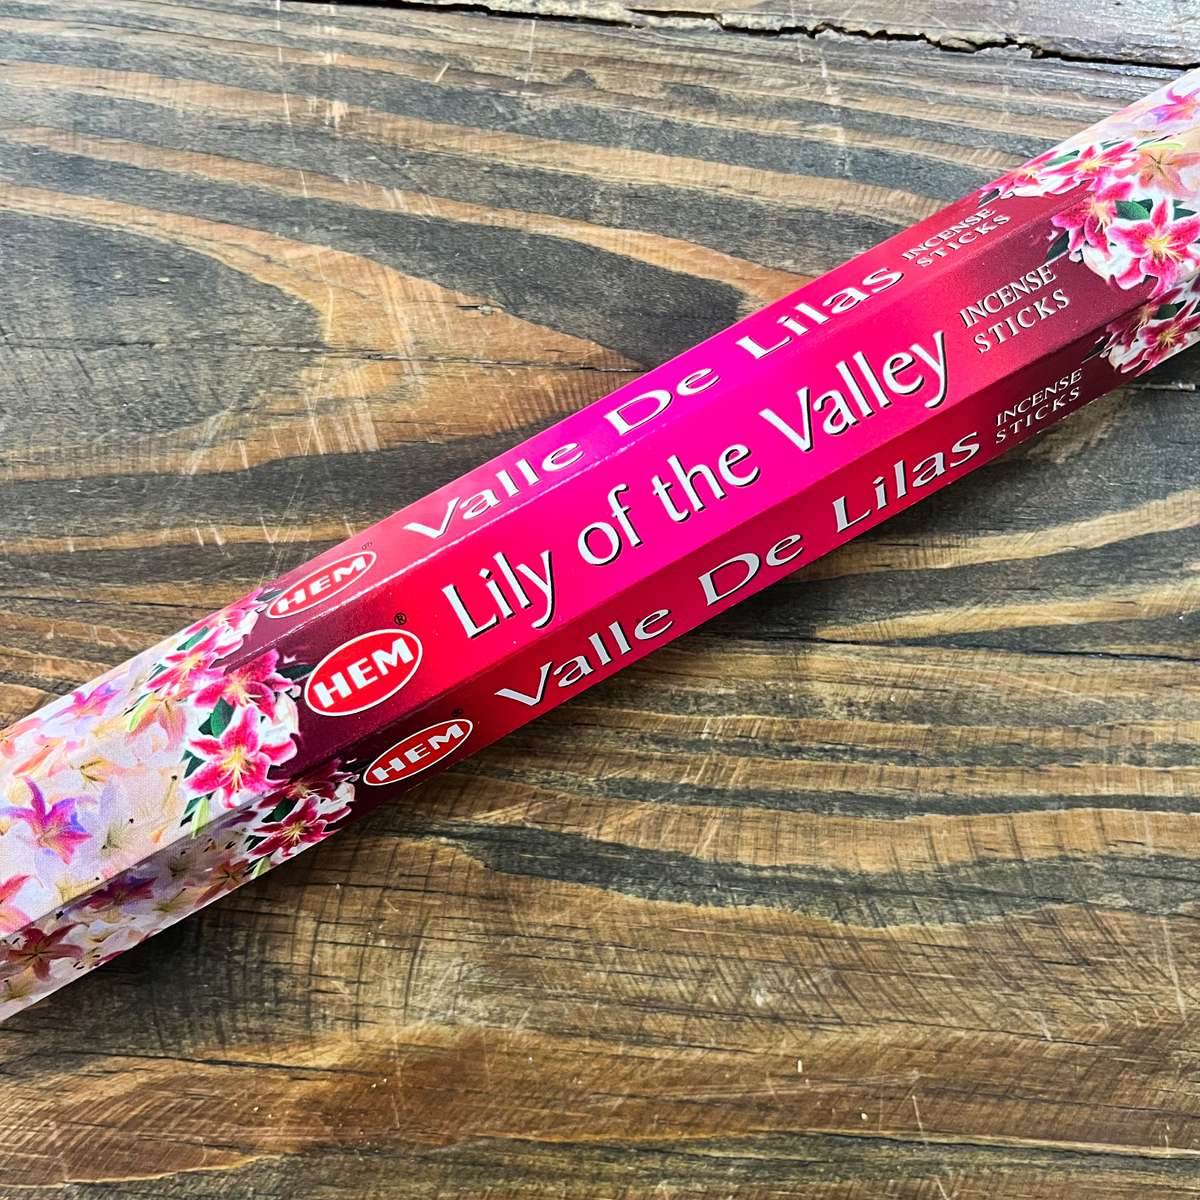 HEM
Valle De Lilas
INCENSE
STICKS
HEM®
Lily of the Valley
INCENSE
STICKS
HEM
Valle De Lilas
INCENSE
STICKS